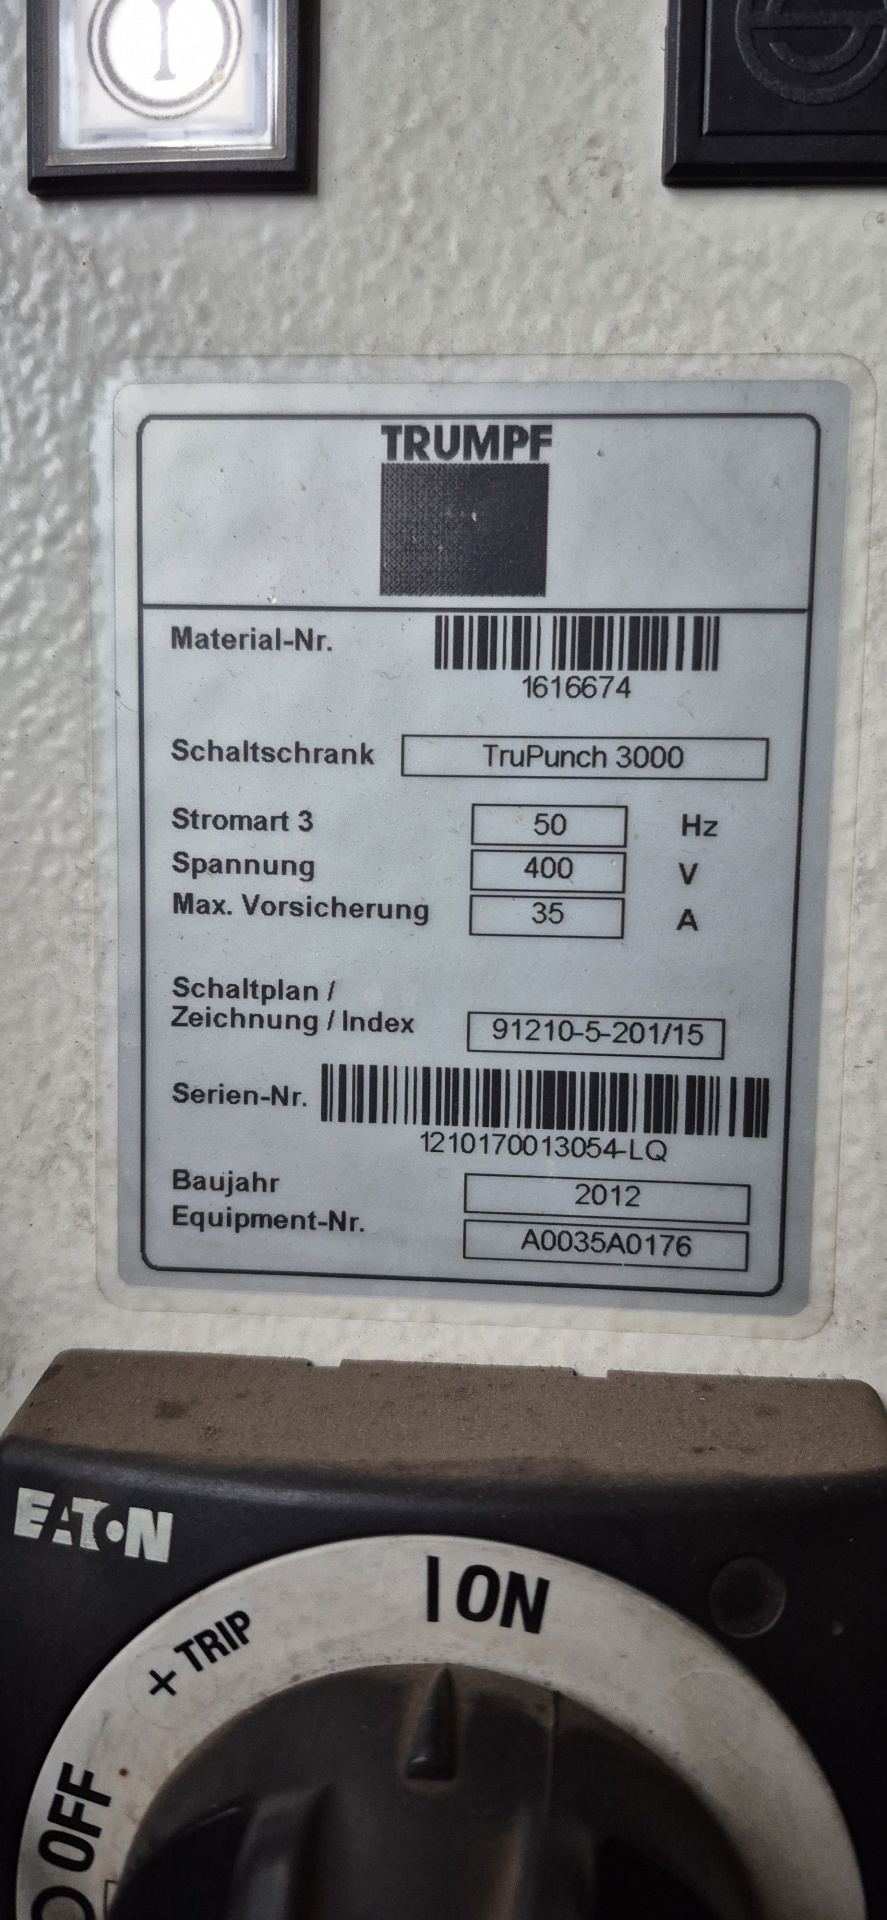 TRUMPF
Material-Nr.
1616674
Schaltschrank TruPunch 3000
Stromart 3 50 Hz
Spannung 400 V
Max. Vorsicherung 35 A
Schaltplan /
Zeichnung / Index 91210-5-201/15
Serien-Nr.
1210170013054-LQ
Baujahr 2012
Equipment-Nr. A0035A0176
EATON
I ON
+ TRIP
O OFF